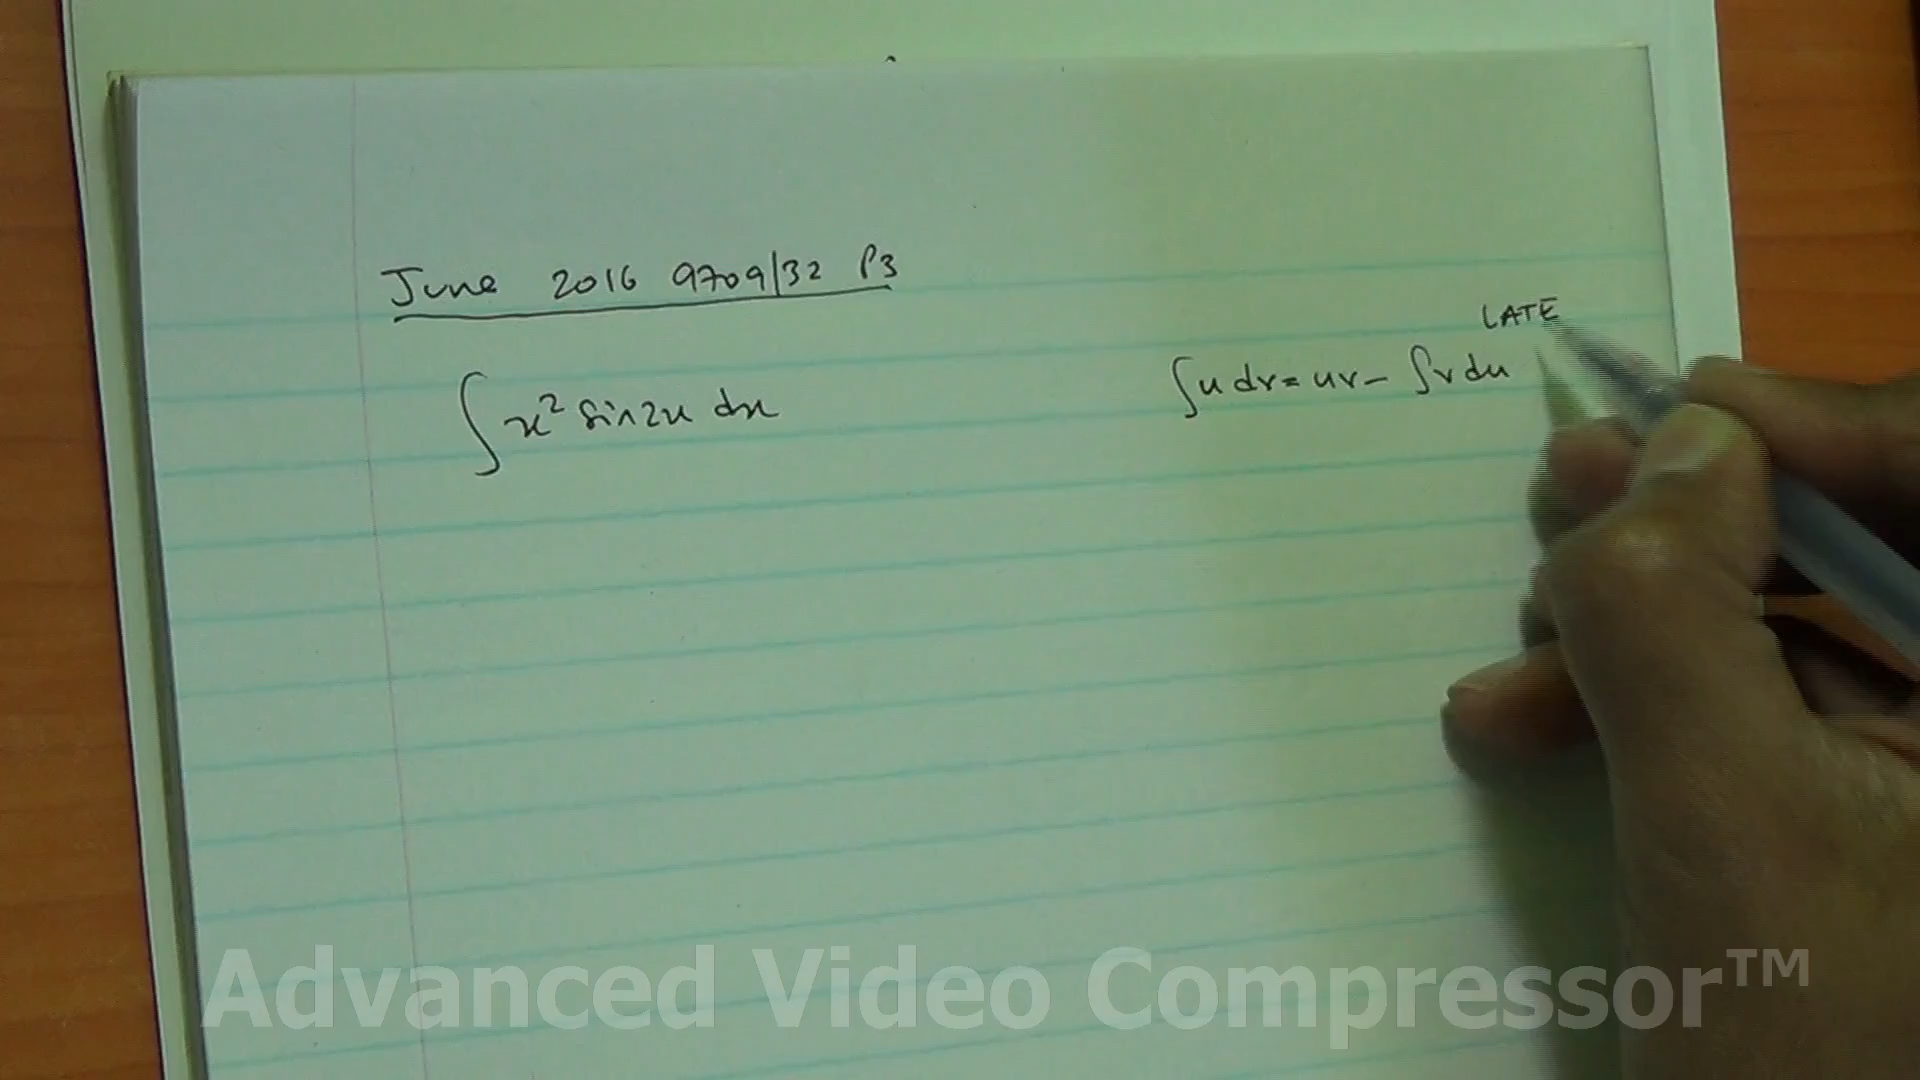 June 2016 9709/32 P3
LATE
∫x² sin2x dx
∫u dv = uv - ∫v du
Advanced Video Compressor™